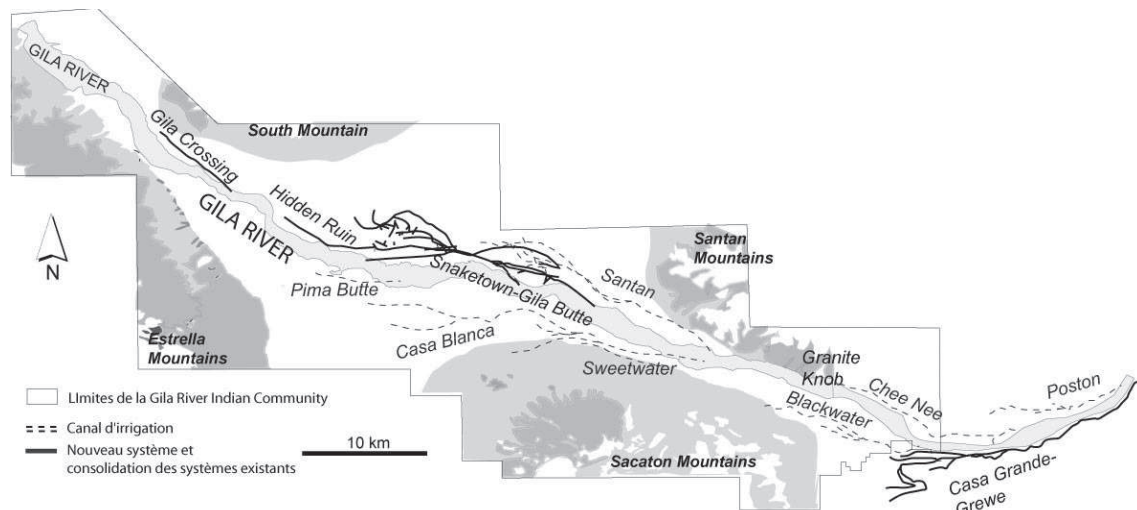 GILA RIVER
Gila Crossing
South Mountain
Hidden Ruin
GILA RIVER
N
Santan
Mountains
Santan
Snaketown-Gila Butte
Pima Butte
Estrella
Mountains
Casa Blanca
Sweetwater
Granite
Knob
Chee Nee
Poston
Blackwater
LImites de la Gila River Indian Community
Canal d'irrigation
Nouveau système et
consolidation des systèmes existants
10 km
Sacaton Mountains
Casa Grande-
Grewe